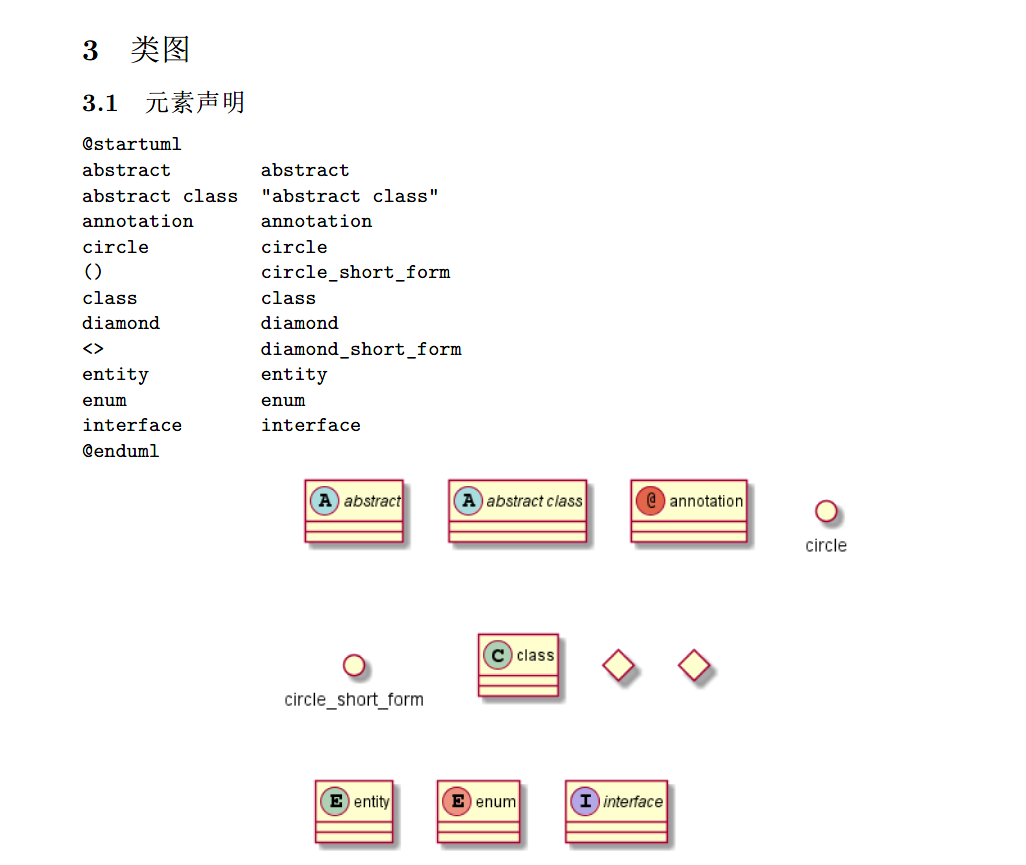 3 类图
3.1 元素声明
@startuml
abstract abstract
abstract class "abstract class"
annotation annotation
circle circle
() circle_short_form
class class
diamond diamond
<> diamond_short_form
entity entity
enum enum
interface interface
@enduml
A abstract
A abstract class
@ annotation
circle
circle_short_form
C class
E entity
E enum
I interface